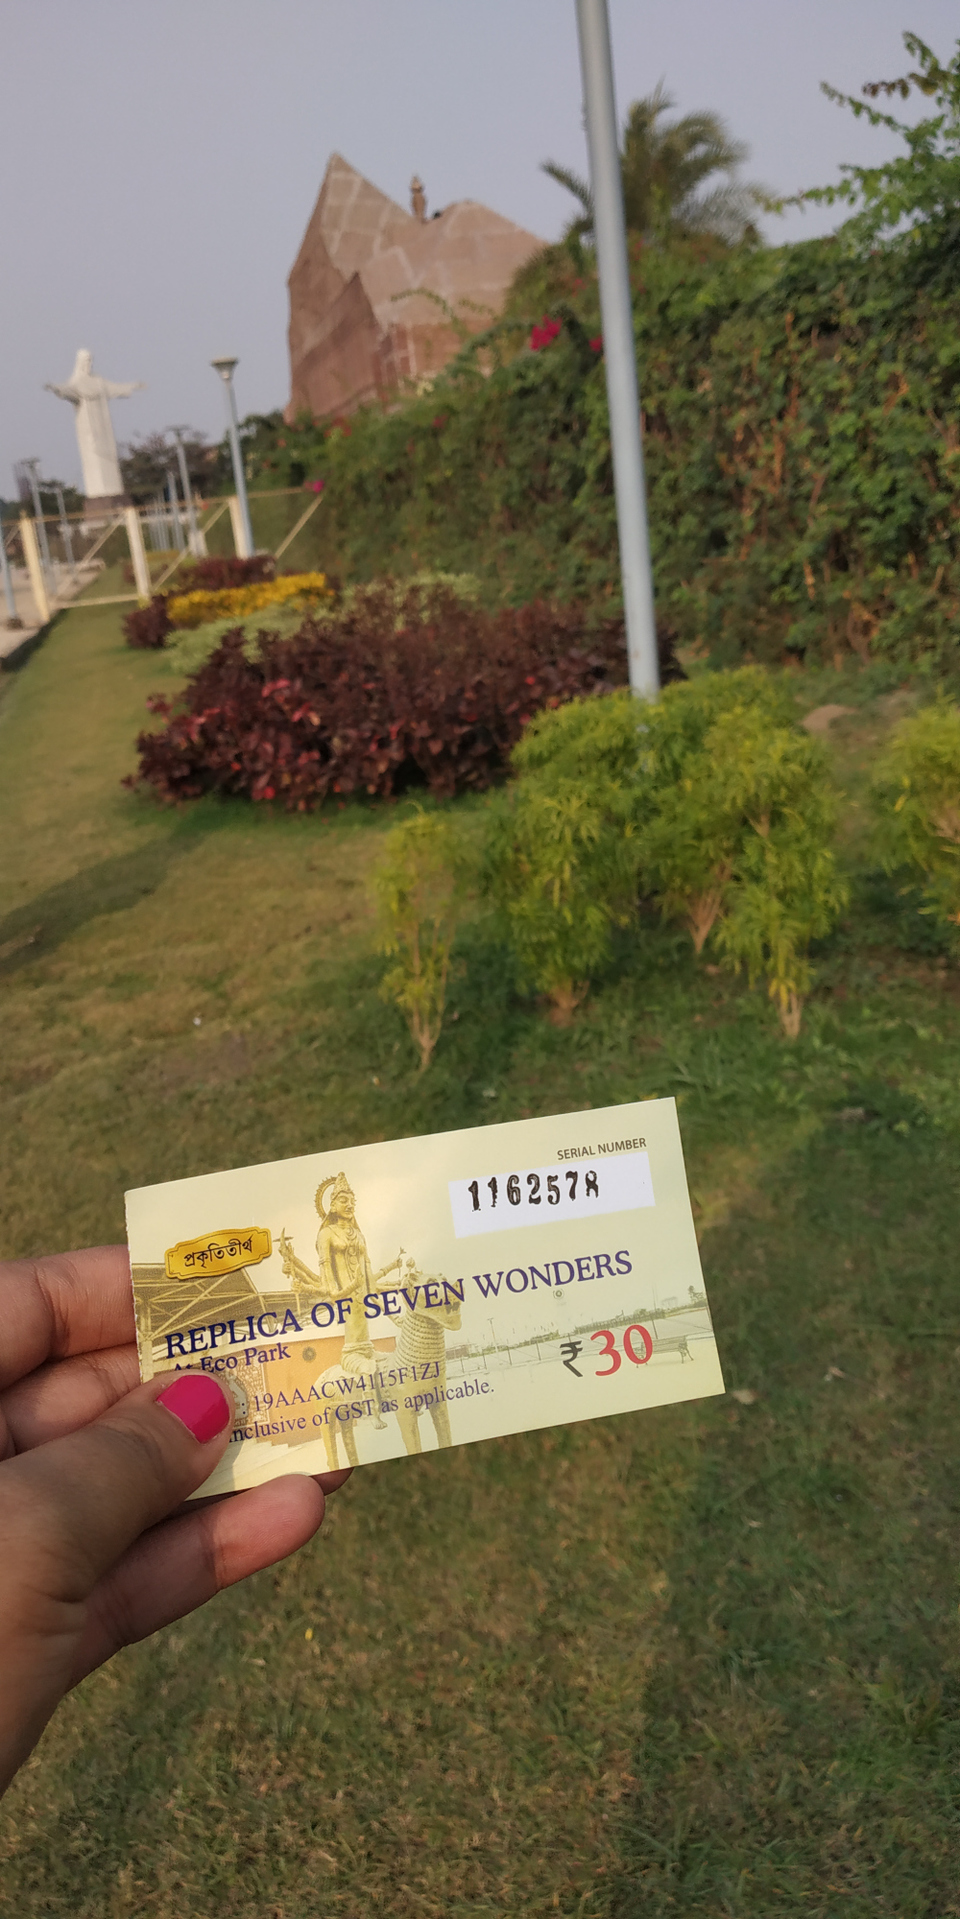 SERIAL NUMBER
1162578
প্রকৃতিতীর্থ
REPLICA OF SEVEN WONDERS
At Eco Park
₹30
: 19AAACW4115F1ZJ
inclusive of GST as applicable.